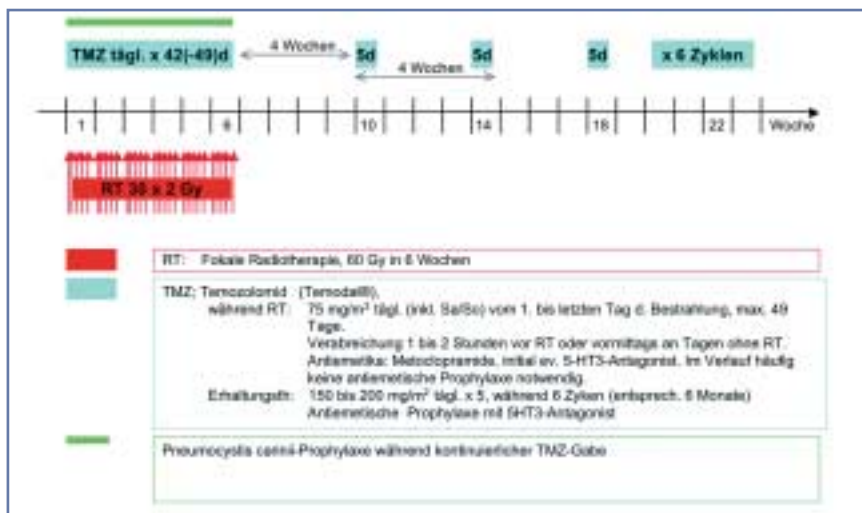 TMZ tägl. x 42(-49)d
4 Wochen
5d
5d
5d
x 6 Zyklen
4 Wochen
1
6
10
14
18
22
Woche
RT 30 x 2 Gy
RT: Fokale Radiotherapie, 60 Gy in 6 Wochen
TMZ; Temozolomid (Temodal®),
während RT: 75 mg/m² tägl. (inkl. Sa/So) vom 1. bis letzten Tag d. Bestrahlung, max. 49
Tage.
Verabreichung 1 bis 2 Stunden vor RT oder vormittags an Tagen ohne RT.
Antiemetika: Metoclopramide, initial ev. 5-HT3-Antagonist. Im Verlauf häufig
keine antiemetische Prophylaxe notwendig.
Erhaltungsth: 150 bis 200 mg/m² tägl. x 5, während 6 Zyken (entsprech. 6 Monate)
Antiemetische Prophylaxe mit 5HT3-Antagonist
Pneumocystis carinii-Prophylaxe während kontinuierlicher TMZ-Gabe